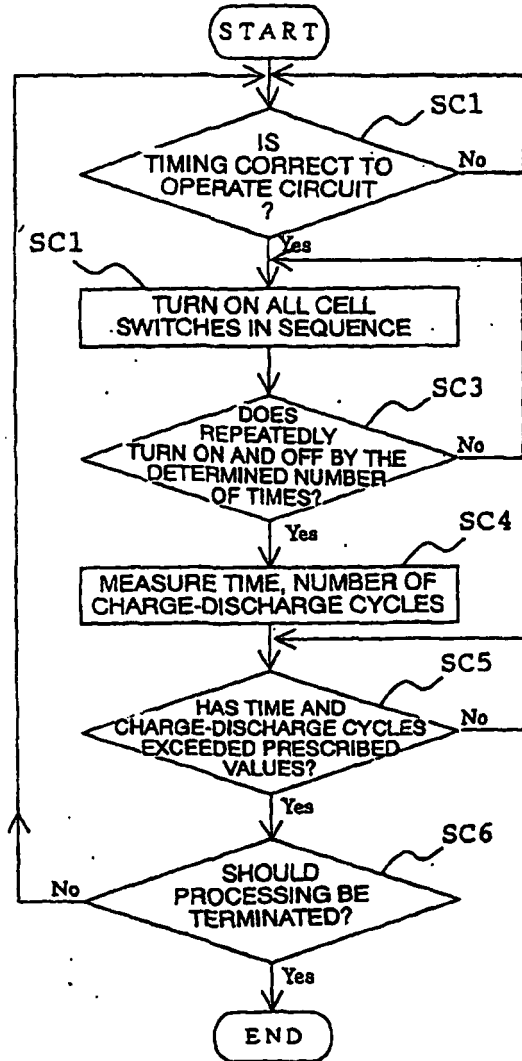 START
SC1
IS
TIMING CORRECT TO
OPERATE CIRCUIT
?
No
Yes
SC1
TURN ON ALL CELL
SWITCHES IN SEQUENCE
SC3
DOES
REPEATEDLY
TURN ON AND OFF BY THE
DETERMINED NUMBER
OF TIMES?
No
Yes
SC4
MEASURE TIME, NUMBER OF
CHARGE-DISCHARGE CYCLES
SC5
HAS TIME AND
CHARGE-DISCHARGE CYCLES
EXCEEDED PRESCRIBED
VALUES?
No
Yes
SC6
SHOULD
PROCESSING BE
TERMINATED?
No
Yes
END